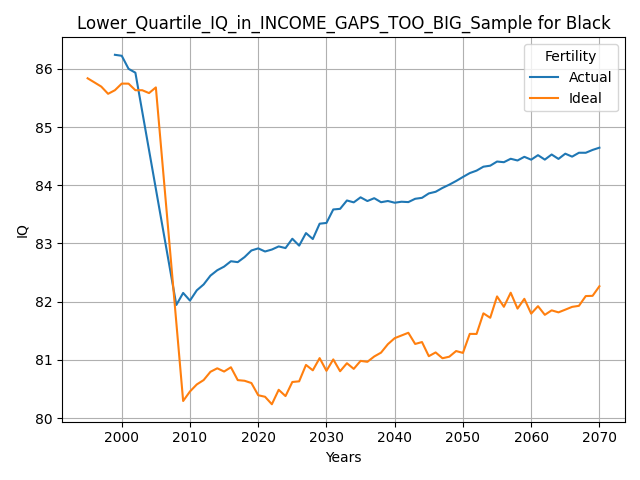 Lower_Quartile_IQ_in_INCOME_GAPS_TOO_BIG_Sample for Black
Fertility
Actual
Ideal
86
85
84
83
82
81
80
IQ
2000
2010
2020
2030
2040
2050
2060
2070
Years